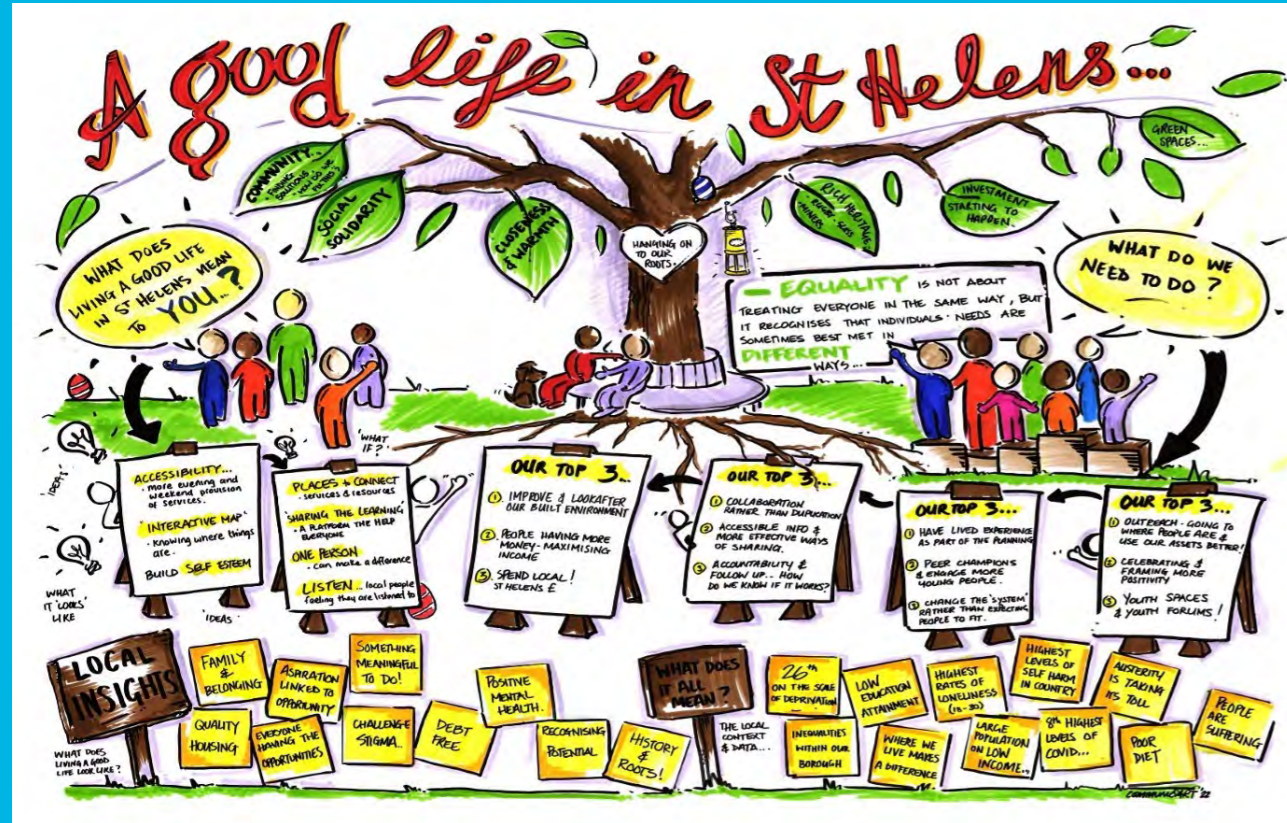 A good life in St Helens...
COMMUNITY..
• FINDING
SOLUTIONS
SOCIAL
SOLIDARITY
CLOSENESS
& WARMTH
HANGING ON
TO OUR
ROOTS.
RICH HERITAGE..
INVESTMENT
STARTING TO
HAPPEN.
GREEN
SPACES...
WHAT DOES
LIVING A GOOD LIFE
IN ST HELENS MEAN
TO YOU..?
WHAT DO WE
NEED TO DO?
— EQUALITY IS NOT ABOUT
TREATING EVERYONE IN THE SAME WAY, BUT
IT RECOGNISES THAT INDIVIDUALS' NEEDS ARE
SOMETIMES BEST MET IN
DIFFERENT
WAYS...
'IDEAS'
WHAT
IT 'LOOKS'
LIKE
ACCESSIBILITY...
• more evening and
weekend provision
of services.
"INTERACTIVE MAP"
• Knowing where things
are.
BUILD SELF ESTEEM
'IDEAS'
'WHAT
IF?'
PLACES to CONNECT
- services & resources
'SHARING THE LEARNING'
• A PLATFORM THE HELP
EVERYONE
ONE PERSON
• can make a difference
LISTEN... local people
feeling they are listened to
OUR TOP 3...
① IMPROVE & LOOKAFTER
OUR BUILT ENVIRONMENT
②. PEOPLE HAVING MORE
MONEY - MAXIMISING
INCOME
③ SPEND LOCAL!
ST HELENS £
OUR TOP 3...
① COLLABORATION
RATHER THAN DUPLICATION
② ACCESSIBLE INFO &
MORE EFFECTIVE WAYS
OF SHARING.
③ ACCOUNTABILITY &
FOLLOW UP... HOW
DO WE KNOW IF IT WORKS?
OUR TOP 3...
① HAVE LIVED EXPERIENCE
AS PART OF THE PLANNING
② PEER CHAMPIONS
& ENGAGE MORE
YOUNG PEOPLE.
③ CHANGE THE 'SYSTEM'
RATHER THAN EXPECTING
PEOPLE TO FIT.
OUR TOP 3...
① OUTREACH - GOING TO
WHERE PEOPLE ARE &
USE OUR ASSETS BETTER!
② CELEBRATING &
FRAMING MORE
POSITIVITY
③ YOUTH SPACES
& YOUTH FORUMS!
LOCAL
INSIGHTS
WHAT DOES
LIVING A GOOD
LIFE LOOK LIKE?
FAMILY
&
BELONGING
QUALITY
HOUSING
ASPIRATION
LINKED TO
OPPORTUNITY
EVERYONE
HAVING THE
OPPORTUNITIES
SOMETHING
MEANINGFUL
TO DO!
CHALLENGE
STIGMA...
DEBT
FREE
POSITIVE
MENTAL
HEALTH.
RECOGNISING
POTENTIAL
HISTORY
&
ROOTS!
WHAT DOES
IT ALL
MEAN?
THE LOCAL
CONTEXT
& DATA...
26th
ON THE SCALE
OF DEPRIVATION
INEQUALITIES
WITHIN OUR
BOROUGH
LOW
EDUCATION
ATTAINMENT
WHERE WE
LIVE MAKES
A DIFFERENCE
HIGHEST
RATES OF
LONELINESS
(18-30)
LARGE
POPULATION
ON LOW
INCOME..
HIGHEST
LEVELS OF
SELF HARM
IN COUNTRY
8th HIGHEST
LEVELS OF
COVID...
AUSTERITY
IS TAKING
ITS TOLL
POOR
DIET
PEOPLE
ARE
SUFFERING
communicART '22